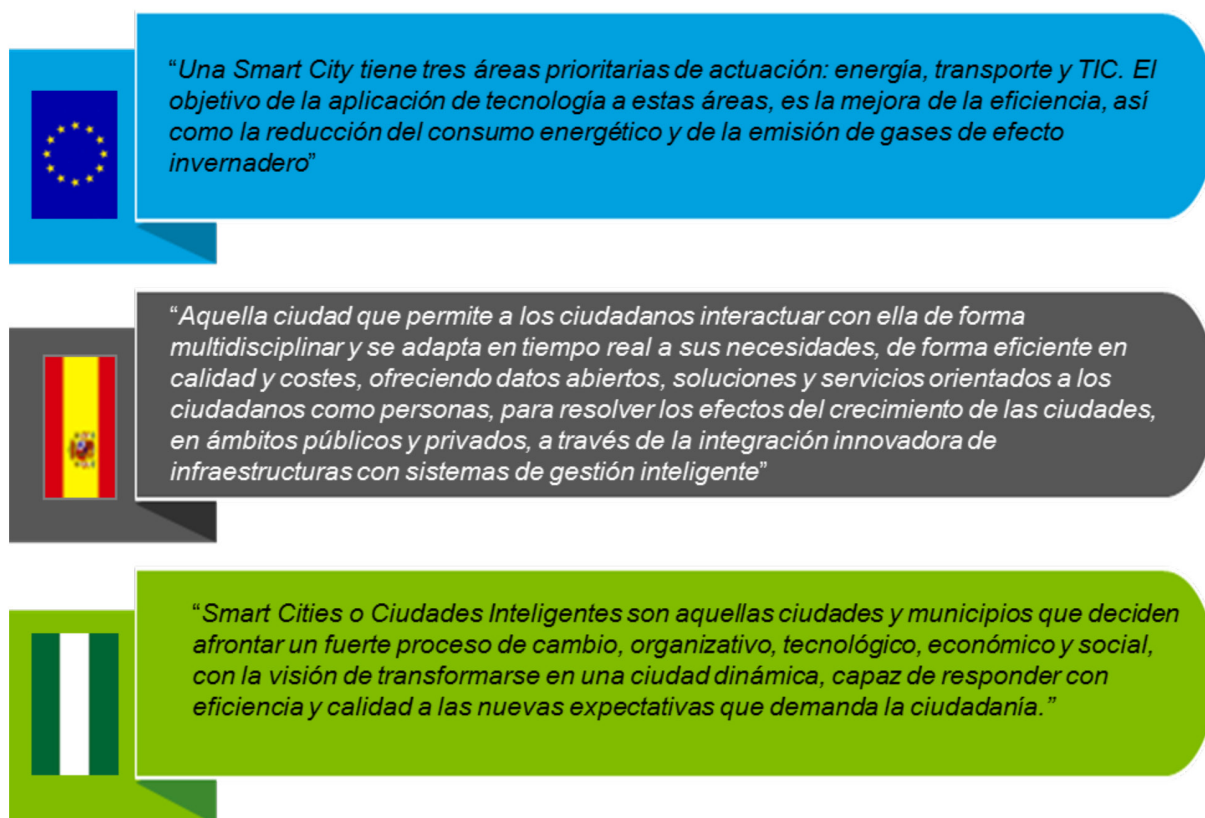 “Una Smart City tiene tres áreas prioritarias de actuación: energía, transporte y TIC. El
objetivo de la aplicación de tecnología a estas áreas, es la mejora de la eficiencia, así
como la reducción del consumo energético y de la emisión de gases de efecto
invernadero”
“Aquella ciudad que permite a los ciudadanos interactuar con ella de forma
multidisciplinar y se adapta en tiempo real a sus necesidades, de forma eficiente en
calidad y costes, ofreciendo datos abiertos, soluciones y servicios orientados a los
ciudadanos como personas, para resolver los efectos del crecimiento de las ciudades,
en ámbitos públicos y privados, a través de la integración innovadora de
infraestructuras con sistemas de gestión inteligente”
“Smart Cities o Ciudades Inteligentes son aquellas ciudades y municipios que deciden
afrontar un fuerte proceso de cambio, organizativo, tecnológico, económico y social,
con la visión de transformarse en una ciudad dinámica, capaz de responder con
eficiencia y calidad a las nuevas expectativas que demanda la ciudadanía.”